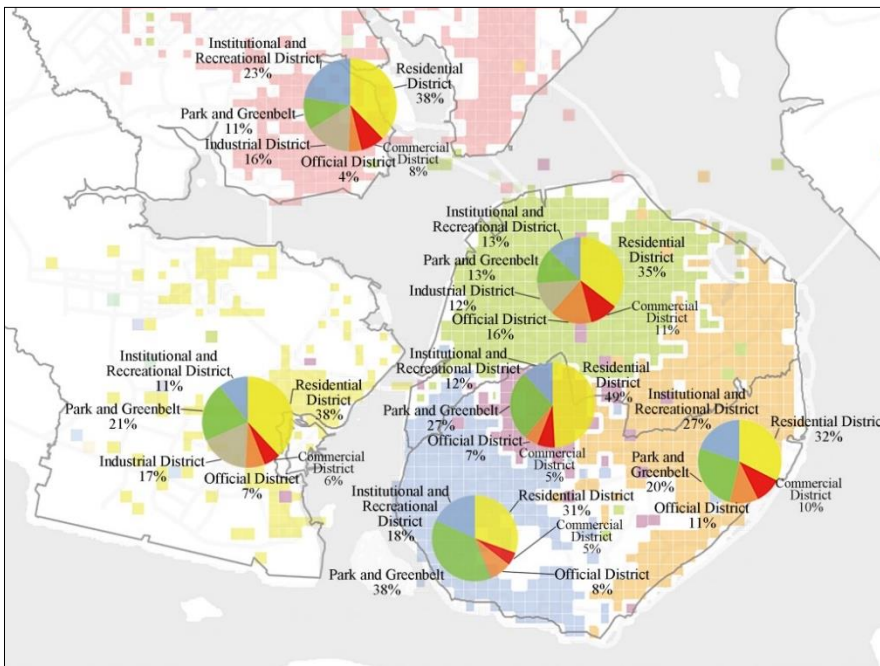 Institutional and
Recreational District
23%
Residential
District
38%
Park and Greenbelt
11%
Industrial District
16%
Official District
4%
Commercial
District
8%
Institutional and
Recreational District
13%
Residential
District
35%
Park and Greenbelt
13%
Industrial District
12%
Official District
16%
Commercial
District
11%
Institutional and
Recreational District
12%
Residential
District
49%
Park and Greenbelt
27%
Official District
7%
Commercial
District
5%
Institutional and
Recreational District
11%
Residential District
38%
Park and Greenbelt
21%
Industrial District
17%
Official District
7%
Commercial
District
6%
Institutional and
Recreational District
27%
Residential District
32%
Park and
Greenbelt
20%
Official District
11%
Commercial
District
10%
Institutional and
Recreational
District
18%
Residential District
31%
Commercial
District
5%
Park and Greenbelt
38%
Official District
8%